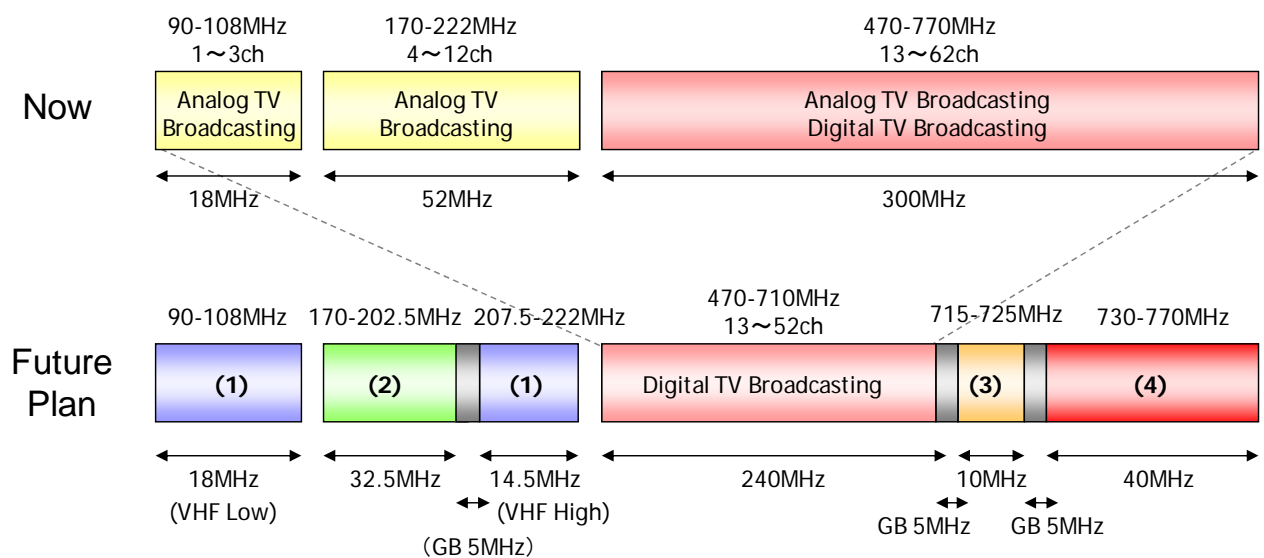 90-108MHz
1～3ch
170-222MHz
4～12ch
470-770MHz
13～62ch
Now
Analog TV
Broadcasting
Analog TV
Broadcasting
Analog TV Broadcasting
Digital TV Broadcasting
18MHz
52MHz
300MHz
90-108MHz
170-202.5MHz
207.5-222MHz
470-710MHz
13～52ch
715-725MHz
730-770MHz
Future
Plan
(1)
(2)
(1)
Digital TV Broadcasting
(3)
(4)
18MHz
(VHF Low)
32.5MHz
(GB 5MHz)
14.5MHz
(VHF High)
240MHz
GB 5MHz
10MHz
GB 5MHz
40MHz